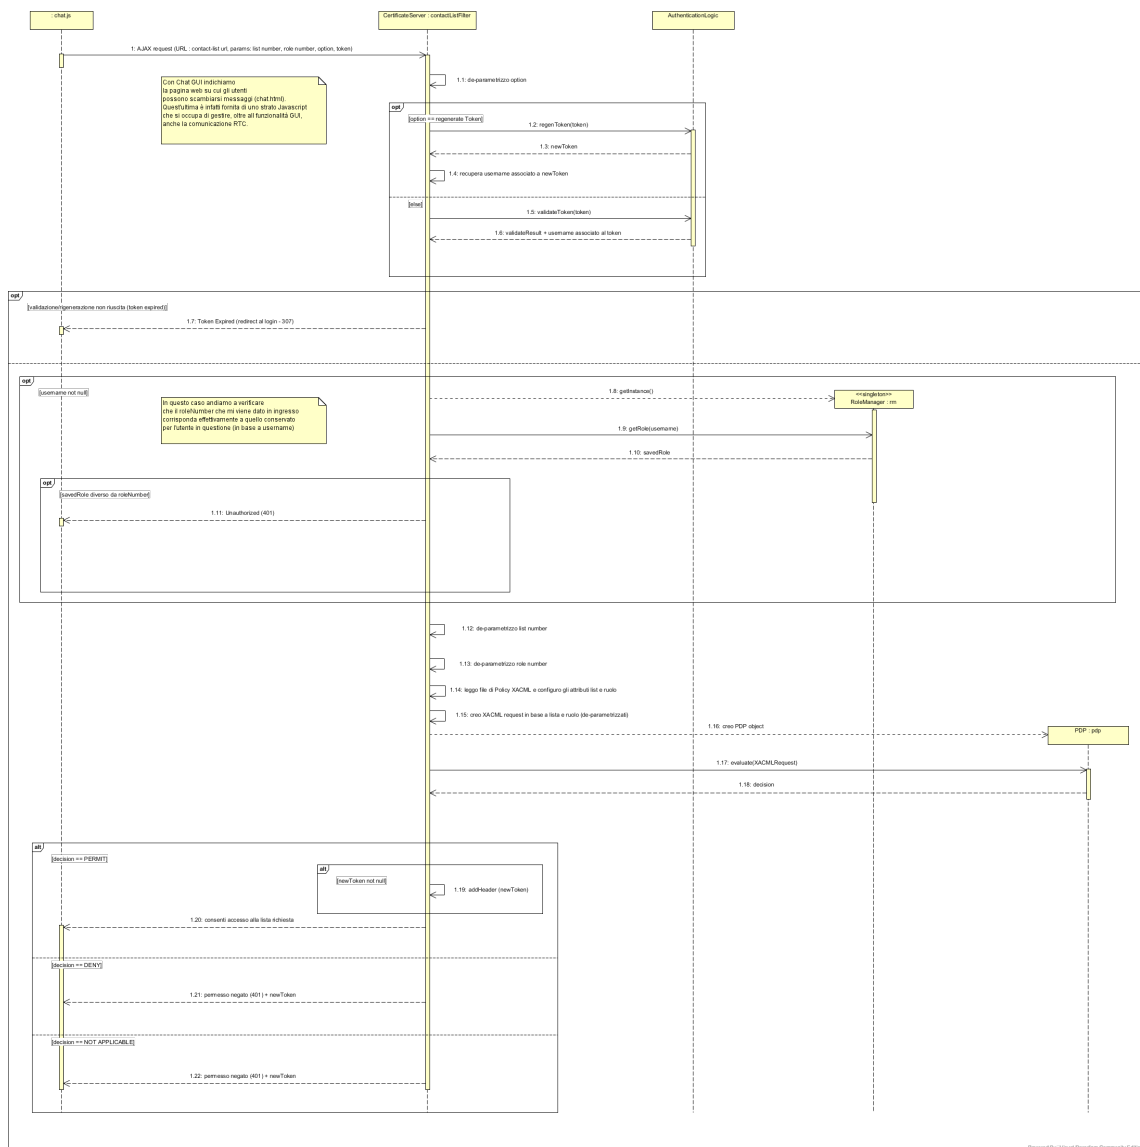 : chat.js
CertificateServer : contactListFilter
AuthenticationLogic
1: AJAX request (URL : contact-list url, params: list number, role number, option, token)
Con Chat GUI indichiamo
la pagina web su cui gli utenti
possono scambiarsi messaggi (chat.html).
Quest'ultima è infatti fornita di uno strato Javascript
che si occupa di gestire, oltre all funzionalità GUI,
anche la comunicazione RTC.
1.1: de-parametrizzo option
opt
[option == regenerate Token]
1.2: regenToken(token)
1.3: newToken
1.4: recupera username associato a newToken
[else]
1.5: validateToken(token)
1.6: validateResult + username associato al token
opt
[validazione/rigenerazione non riuscita (token expired)]
1.7: Token Expired (redirect al login - 307)
opt
[username not null]
In questo caso andiamo a verificare
che il roleNumber che mi viene dato in ingresso
corrisponda effettivamente a quello conservato
per l'utente in questione (in base a username)
1.8: getInstance()
<<singleton>>
RoleManager : rm
1.9: getRole(username)
1.10: savedRole
opt
[savedRole diverso da roleNumber]
1.11: Unauthorized (401)
1.12: de-parametrizzo list number
1.13: de-parametrizzo role number
1.14: leggo file di Policy XACML e configuro gli attributi list e ruolo
1.15: creo XACML request in base a lista e ruolo (de-parametrizzati)
1.16: creo PDP object
PDP : pdp
1.17: evaluate(XACMLRequest)
1.18: decision
alt
[decision == PERMIT]
alt
[newToken not null]
1.19: addHeader (newToken)
1.20: consenti accesso alla lista richiesta
[decision == DENY]
1.21: permesso negato (401) + newToken
[decision == NOT APPLICABLE]
1.22: permesso negato (401) + newToken